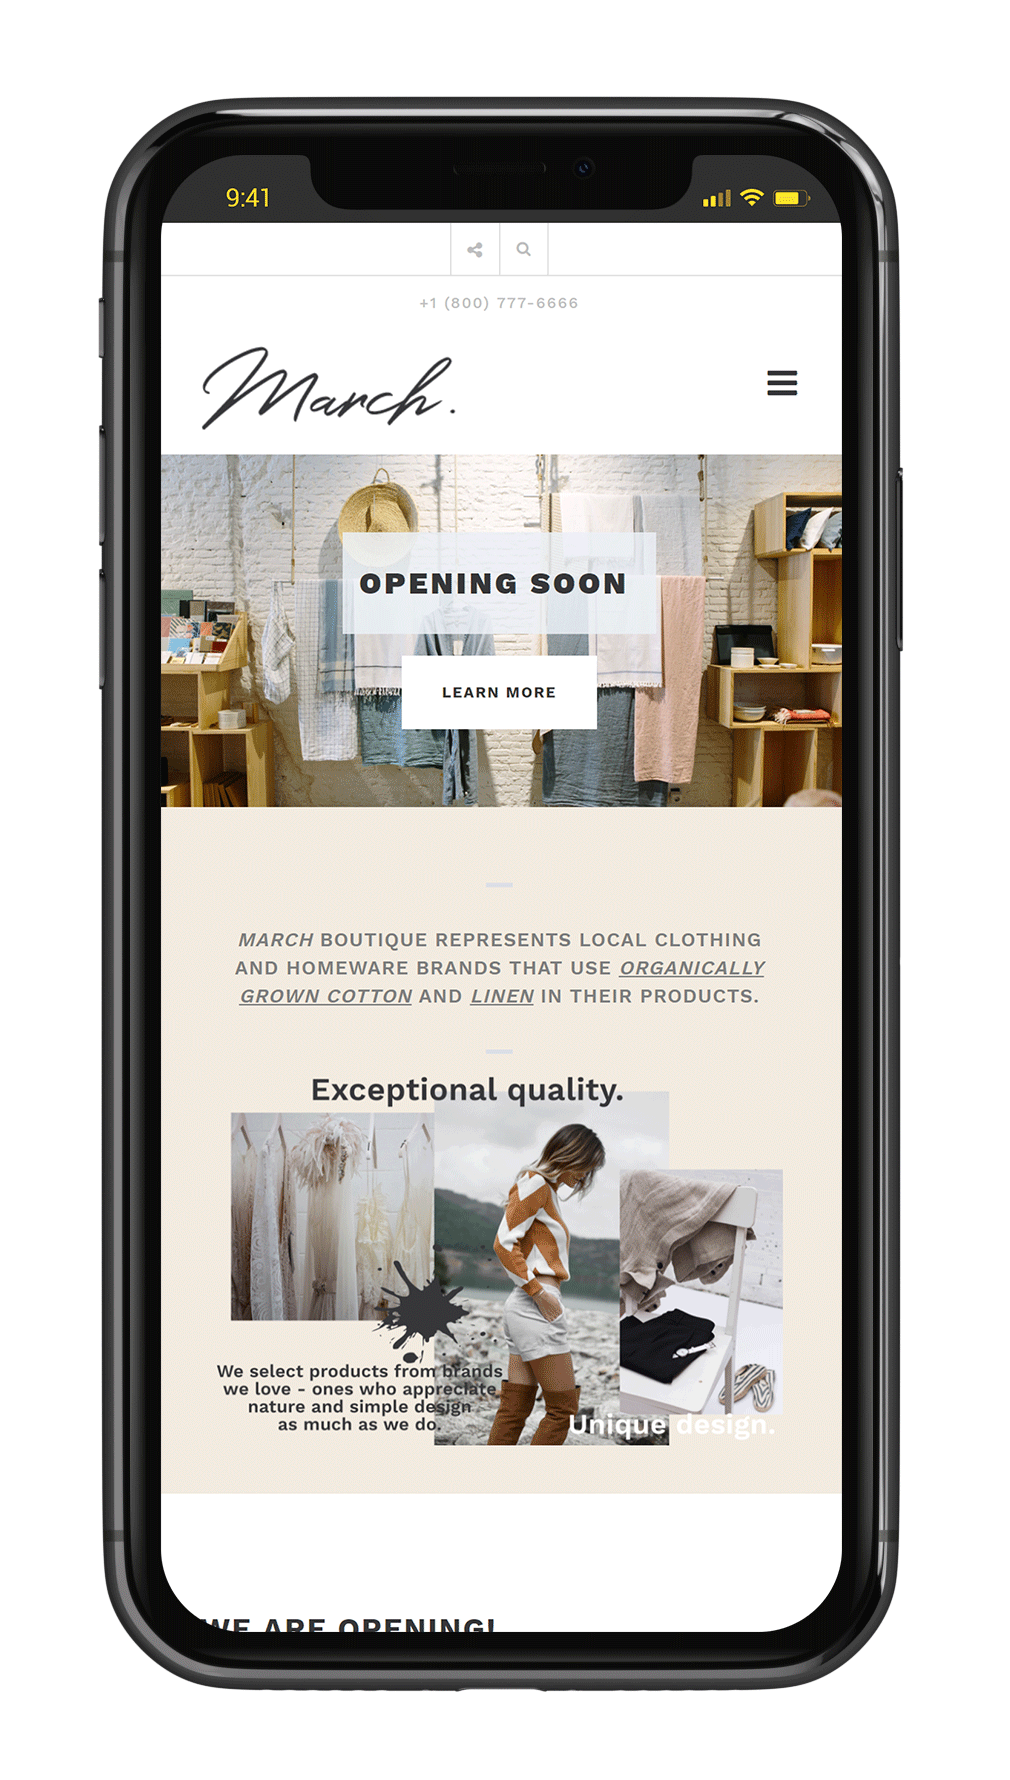 9:41
+1 (800) 777-6666
March.
OPENING SOON
LEARN MORE
MARCH BOUTIQUE REPRESENTS LOCAL CLOTHING
AND HOMEWARE BRANDS THAT USE ORGANICALLY
GROWN COTTON AND LINEN IN THEIR PRODUCTS.
Exceptional quality.
We select products from brands
we love - ones who appreciate
nature and simple design
as much as we do.
Unique design.
WE ARE OPENING!